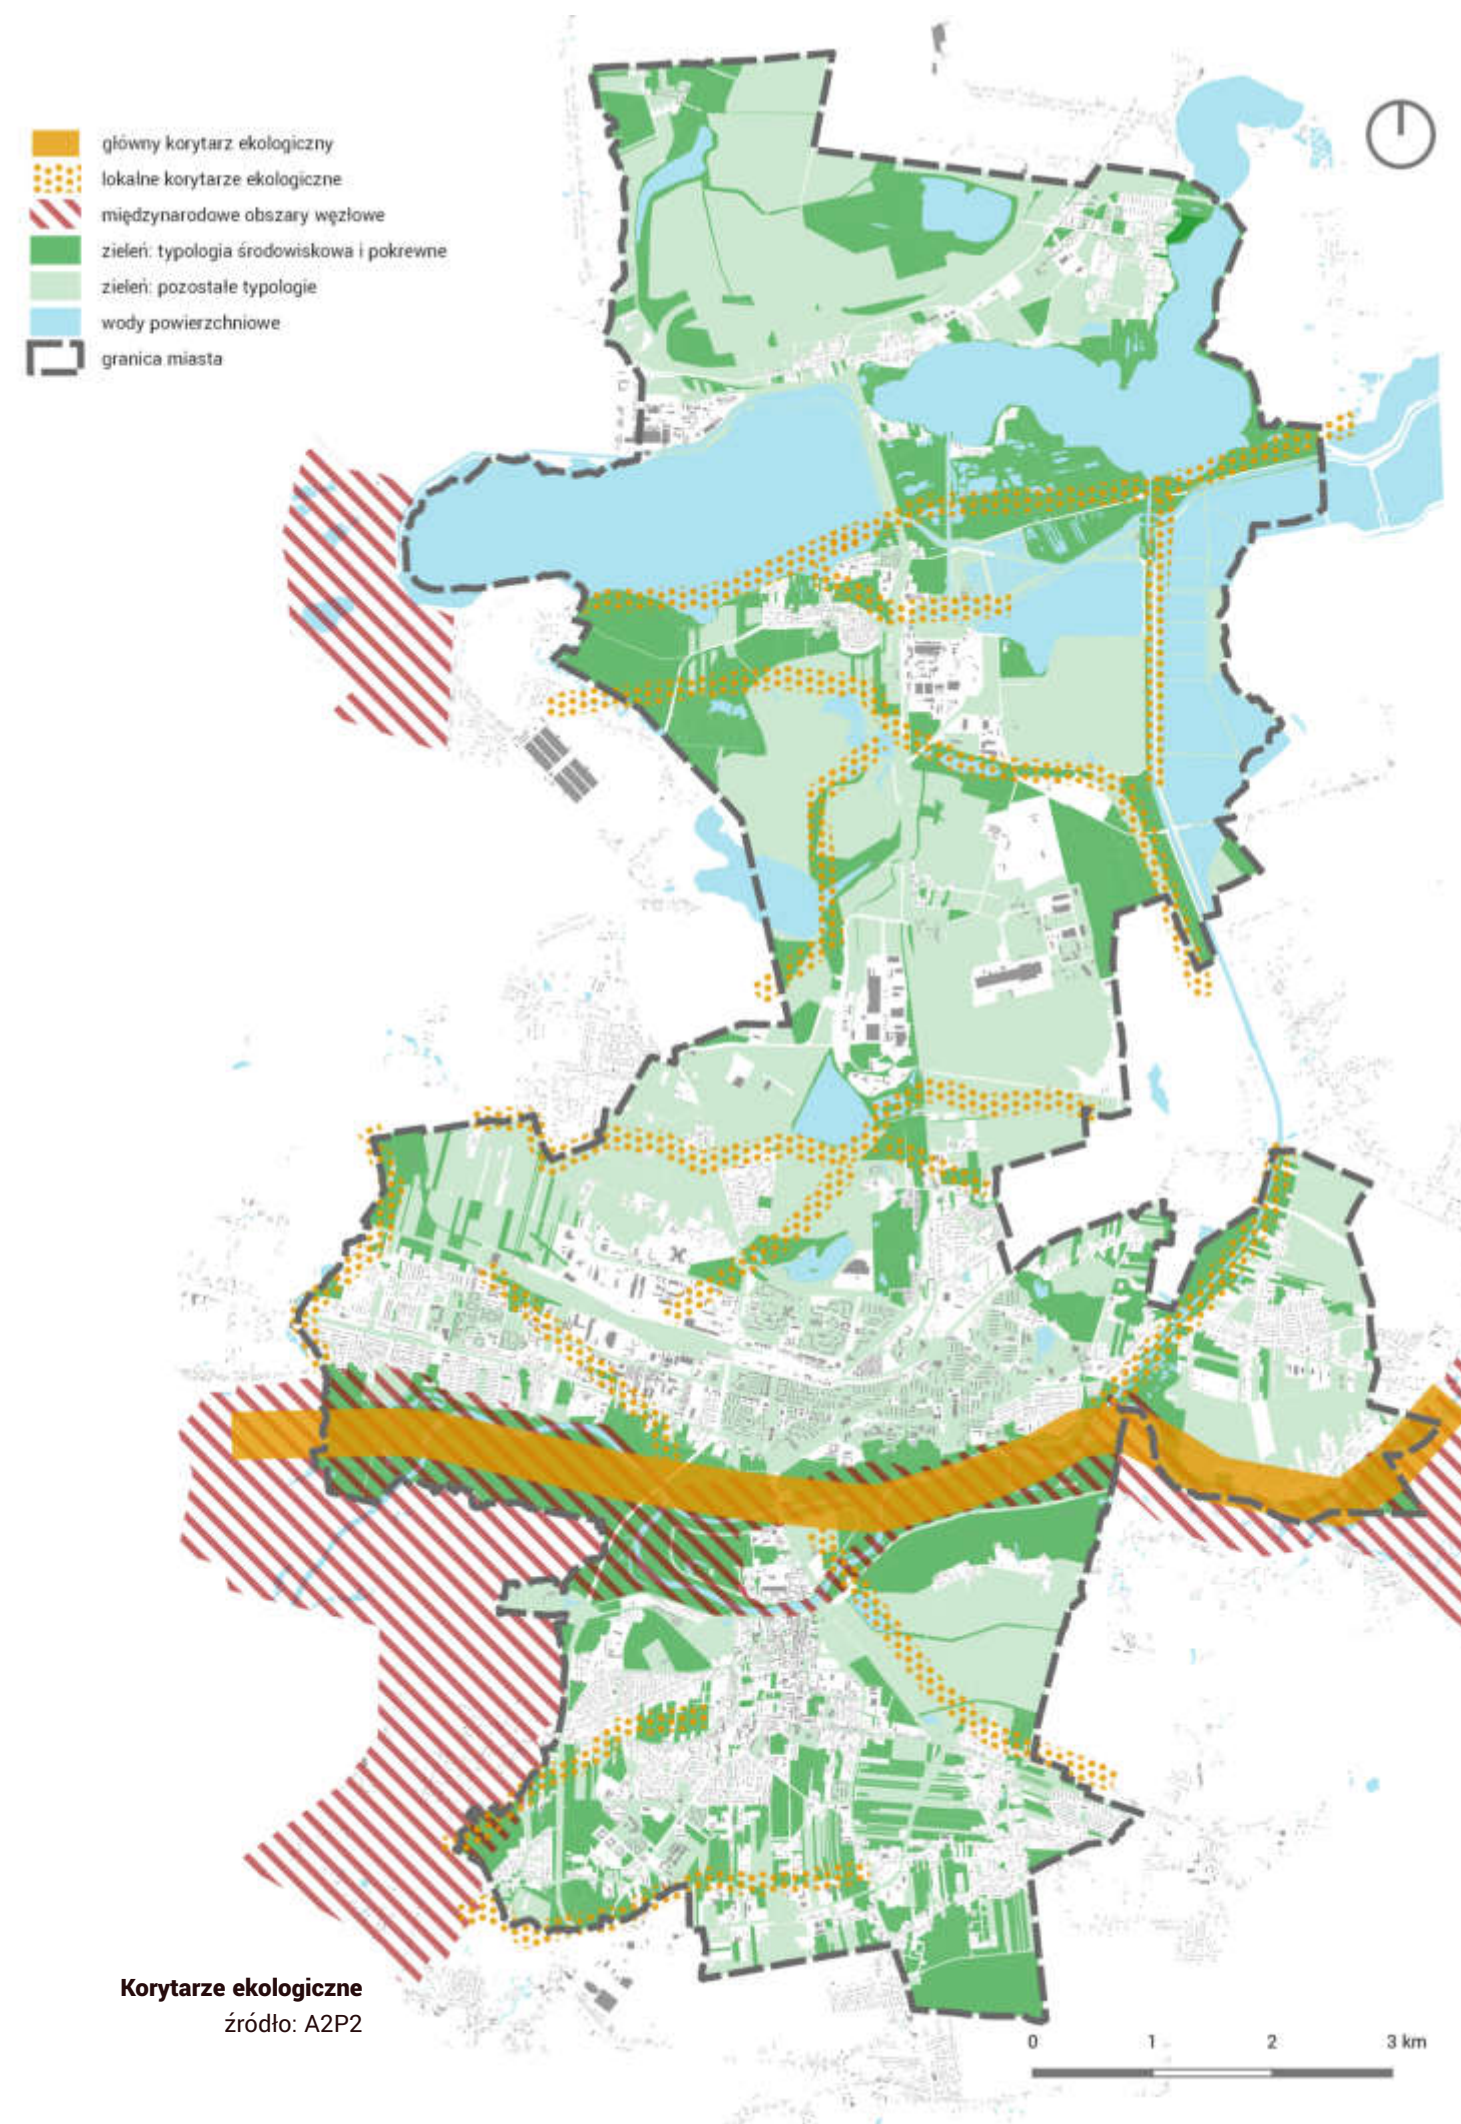 główny korytarz ekologiczny
lokalne korytarze ekologiczne
międzynarodowe obszary węzłowe
zieleń: typologia środowiskowa i pokrewne
zieleń: pozostałe typologie
wody powierzchniowe
granica miasta
Korytarze ekologiczne
źródło: A2P2
0 1 2 3 km